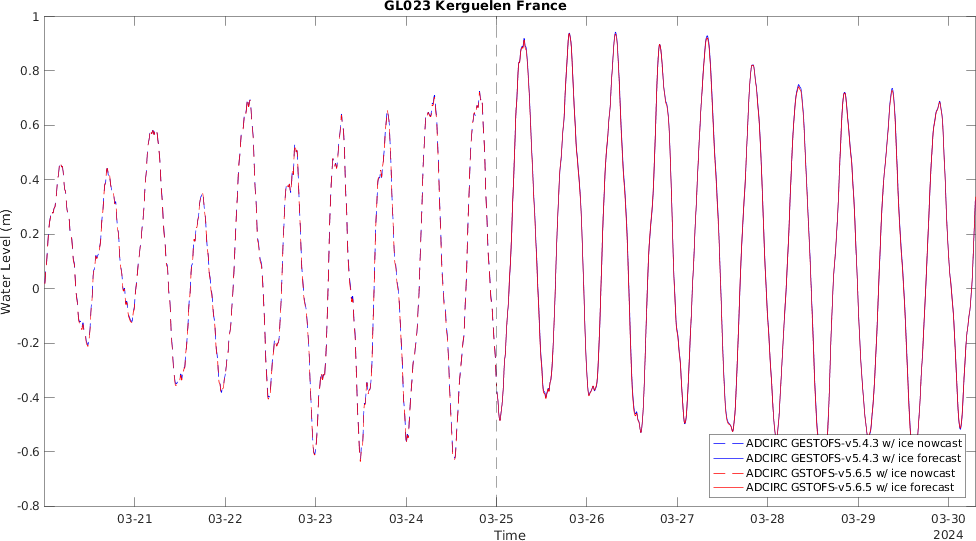 GL023 Kerguelen France
Water Level (m)
1
0.8
0.6
0.4
0.2
0
-0.2
-0.4
-0.6
-0.8
ADCIRC GESTOFS-v5.4.3 w/ ice nowcast
ADCIRC GESTOFS-v5.4.3 w/ ice forecast
ADCIRC GSTOFS-v5.6.5 w/ ice nowcast
ADCIRC GSTOFS-v5.6.5 w/ ice forecast
03-21 03-22 03-23 03-24 03-25 03-26 03-27 03-28 03-29 03-30
Time
2024